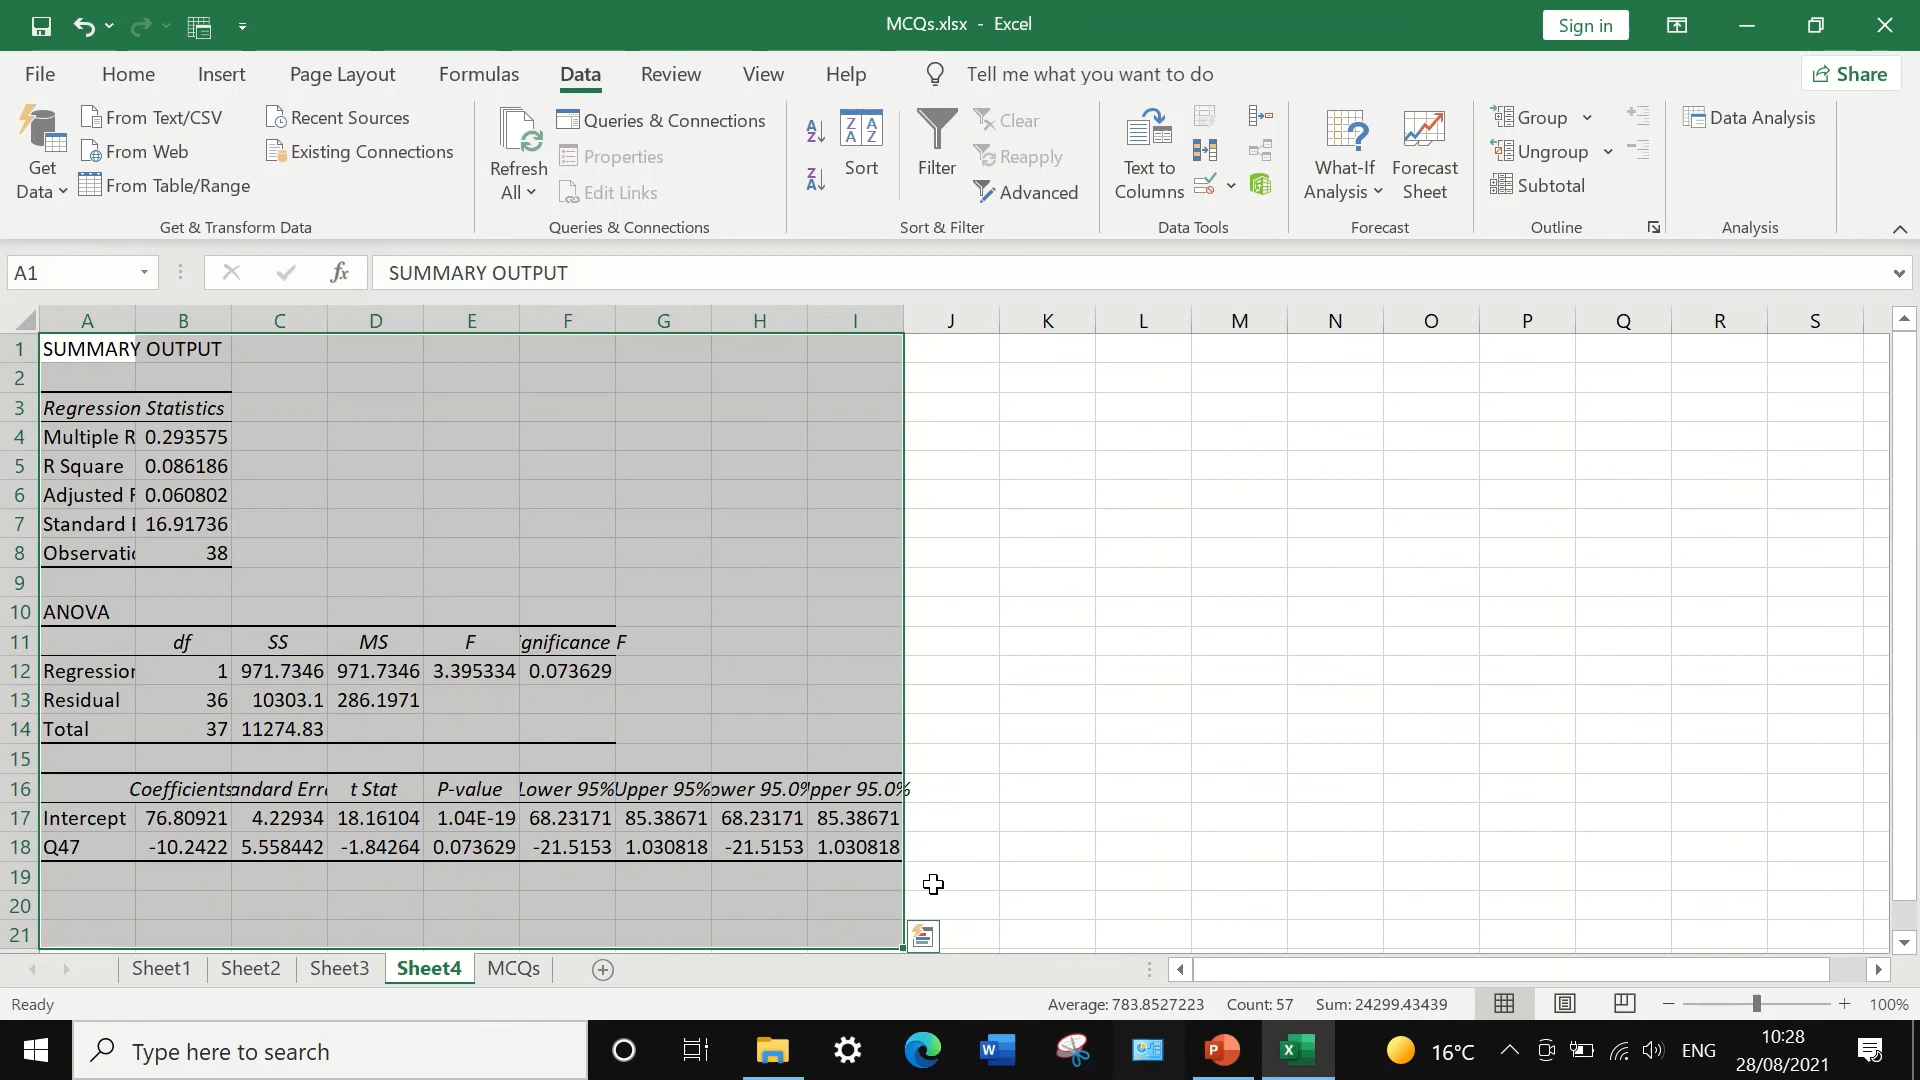 MCQs.xlsx - Excel
Sign in
File Home Insert Page Layout Formulas Data Review View Help Tell me what you want to do Share
Get Data
From Text/CSV
From Web
From Table/Range
Recent Sources
Existing Connections
Get & Transform Data
Refresh All
Queries & Connections
Properties
Edit Links
Queries & Connections
Sort
Filter
Clear
Reapply
Advanced
Sort & Filter
Text to Columns
Data Tools
What-If Analysis
Forecast Sheet
Forecast
Group
Ungroup
Subtotal
Outline
Data Analysis
Analysis
A1 fx SUMMARY OUTPUT
A B C D E F G H I J K L M N O P Q R S
1 SUMMARY OUTPUT
2
3 Regression Statistics
4 Multiple R 0.293575
5 R Square 0.086186
6 Adjusted F 0.060802
7 Standard E 16.91736
8 Observatio 38
9
10 ANOVA
11 df SS MS F gnificance F
12 Regression 1 971.7346 971.7346 3.395334 0.073629
13 Residual 36 10303.1 286.1971
14 Total 37 11274.83
15
16 Coefficients andard Erro t Stat P-value Lower 95% Upper 95% ower 95.0% pper 95.0%
17 Intercept 76.80921 4.22934 18.16104 1.04E-19 68.23171 85.38671 68.23171 85.38671
18 Q47 -10.2422 5.558442 -1.84264 0.073629 -21.5153 1.030818 -21.5153 1.030818
19
20
21
Sheet1 Sheet2 Sheet3 Sheet4 MCQs
Ready Average: 783.8527223 Count: 57 Sum: 24299.43439 100%
Type here to search
16°C ENG
10:28
28/08/2021